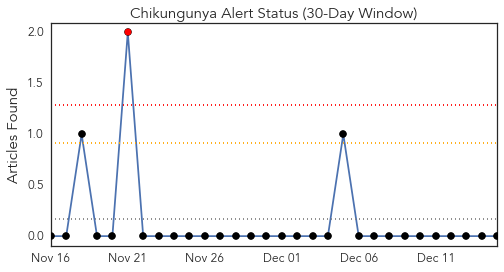 Chikungunya Alert Status (30-Day Window)
Articles Found
2.0
1.5
1.0
0.5
0.0
Nov 16 Nov 21 Nov 26 Dec 01 Dec 06 Dec 11